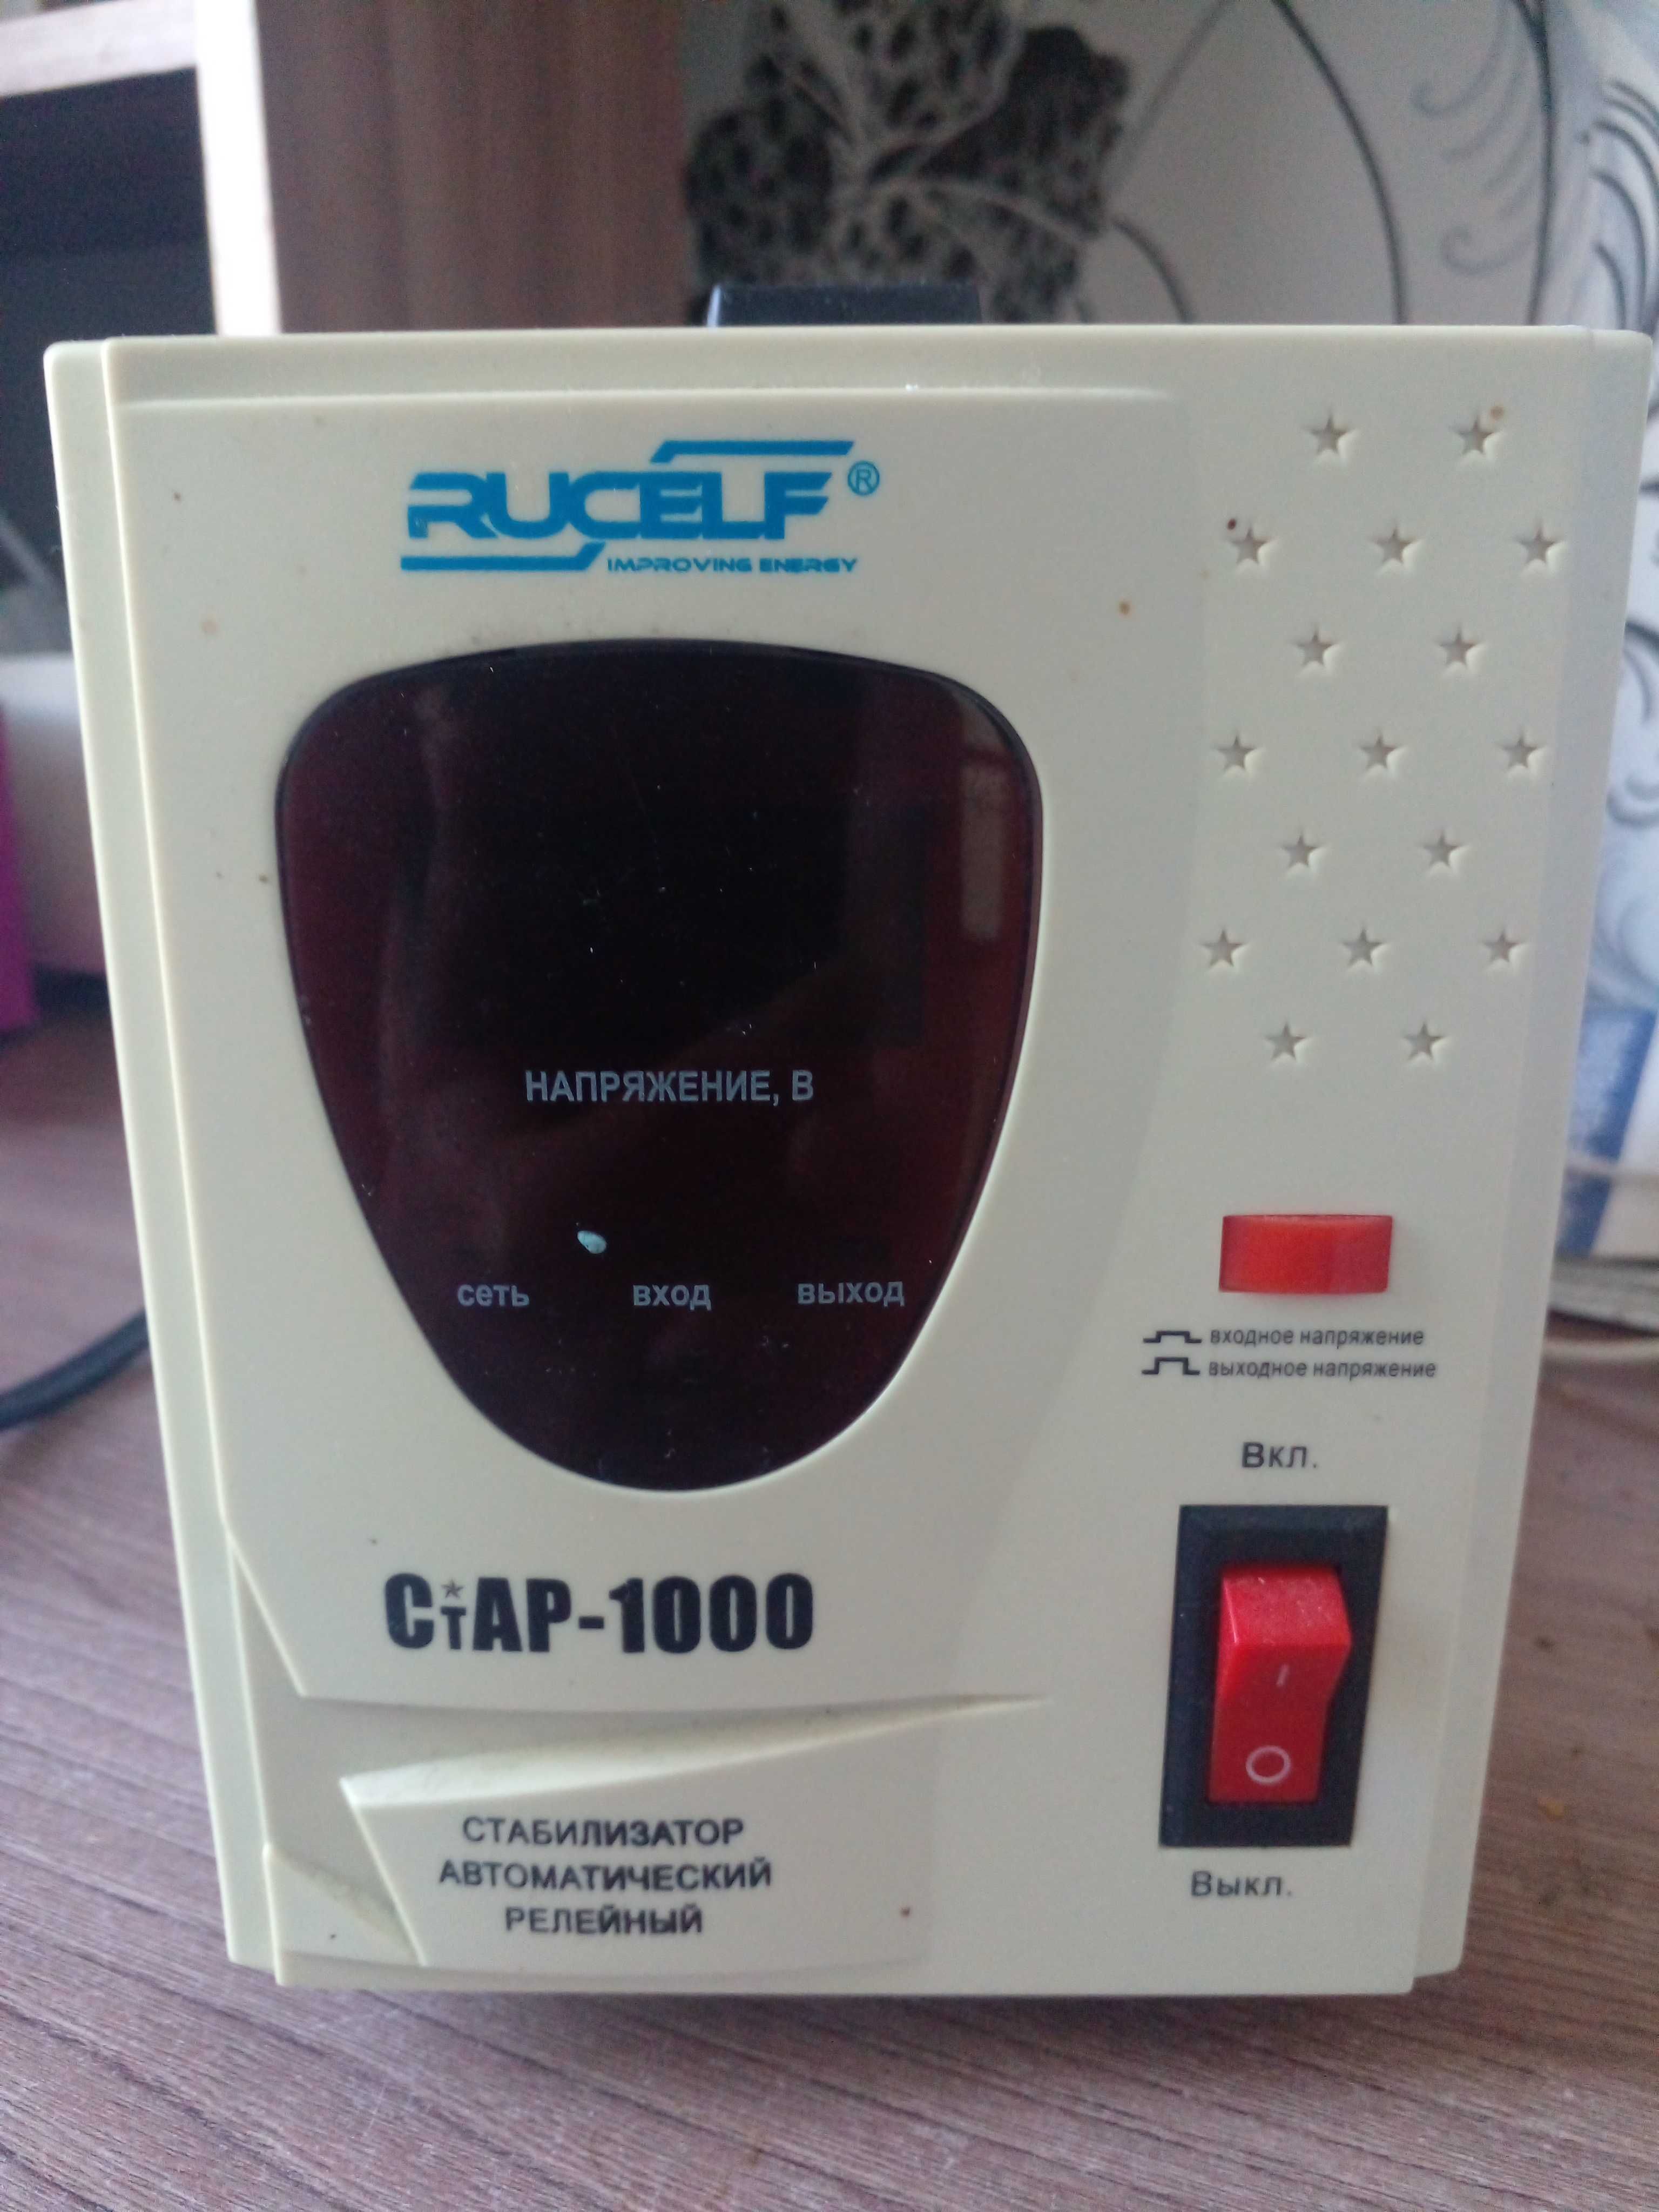 RUCELF®
IMPROVING ENERGY
НАПРЯЖЕНИЕ, В
сеть вход выход
входное напряжение
выходное напряжение
Вкл.
СтАР-1000
I
O
СТАБИЛИЗАТОР
АВТОМАТИЧЕСКИЙ
РЕЛЕЙНЫЙ
Выкл.